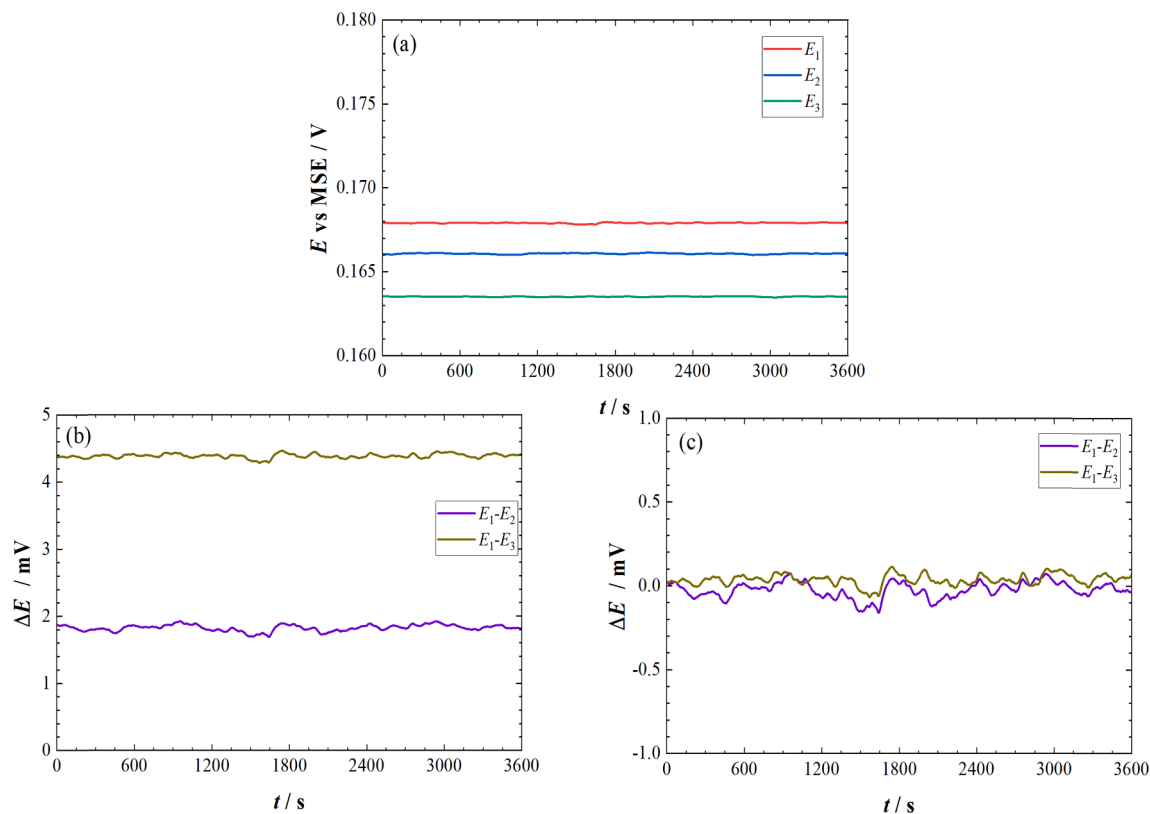 (a)
E1
E2
E3
E vs MSE / V
0.180
0.175
0.170
0.165
0.160
0 600 1200 1800 2400 3000 3600
t / s
(b)
E1-E2
E1-E3
ΔE / mV
5
4
3
2
1
0
0 600 1200 1800 2400 3000 3600
t / s
(c)
E1-E2
E1-E3
ΔE / mV
1.0
0.5
0.0
-0.5
-1.0
0 600 1200 1800 2400 3000 3600
t / s